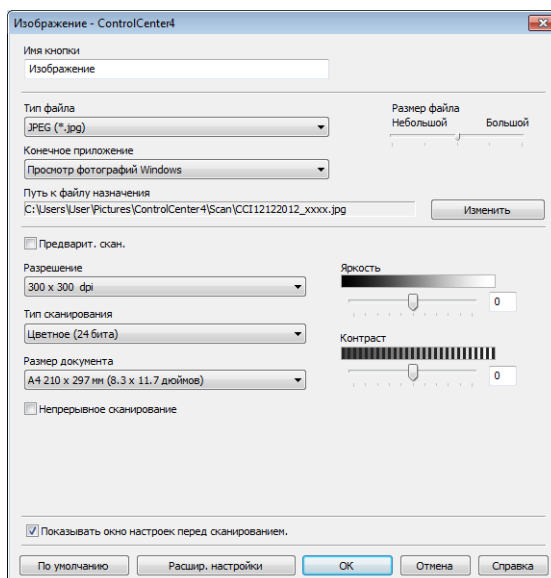 Изображение - ControlCenter4
Имя кнопки
Изображение
Тип файла
JPEG (*.jpg)
Размер файла
Небольшой Большой
Конечное приложение
Просмотр фотографий Windows
Путь к файлу назначения
C:\Users\User\Pictures\ControlCenter4\Scan\CCI12122012_xxxx.jpg
Изменить
Предварит. скан.
Разрешение
300 x 300 dpi
Тип сканирования
Цветное (24 бита)
Размер документа
A4 210 x 297 мм (8.3 x 11.7 дюймов)
Непрерывное сканирование
Яркость
0
Контраст
0
Показывать окно настроек перед сканированием.
По умолчанию Расшир. настройки OK Отмена Справка